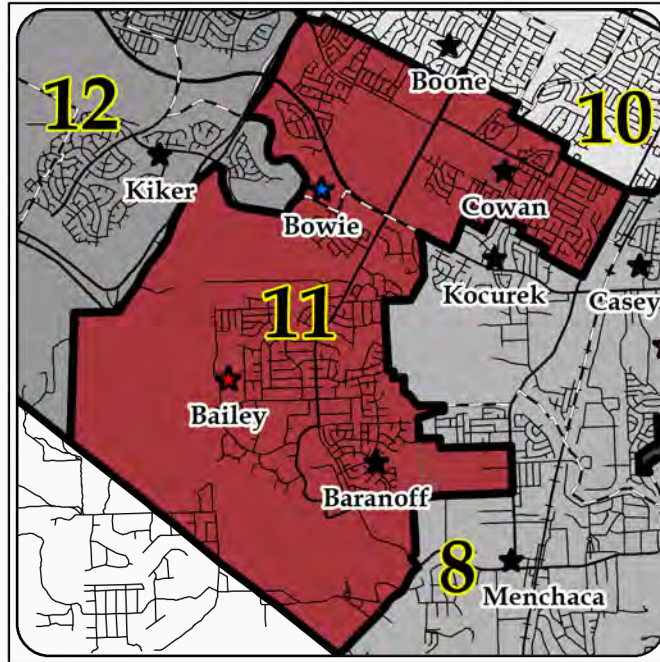 Boone
12
10
Kiker
Cowan
Bowie
Kocurek
Casey
11
Bailey
Baranoff
8
Menchaca